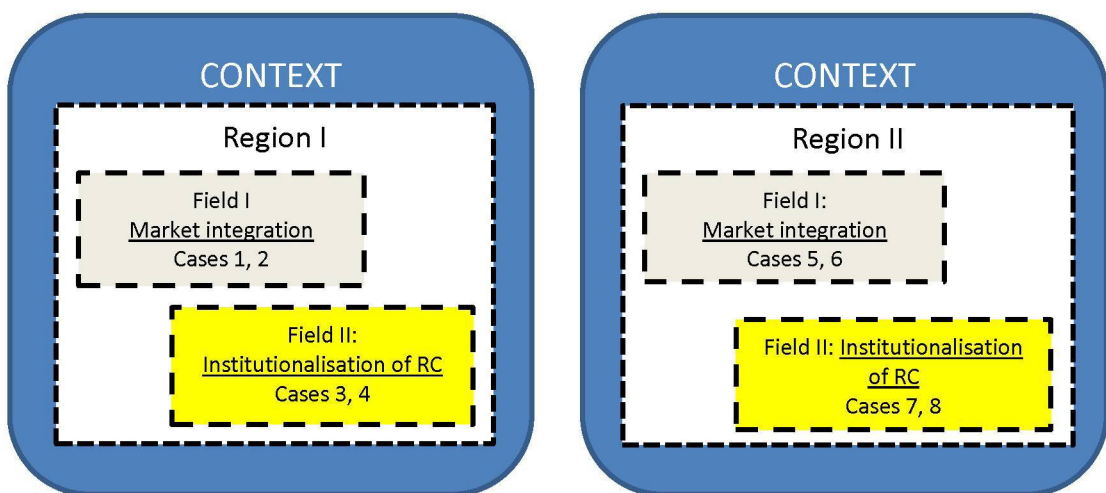 CONTEXT
Region I
Field I
Market integration
Cases 1, 2
Field II:
Institutionalisation of RC
Cases 3, 4
CONTEXT
Region II
Field I:
Market integration
Cases 5, 6
Field II: Institutionalisation
of RC
Cases 7, 8